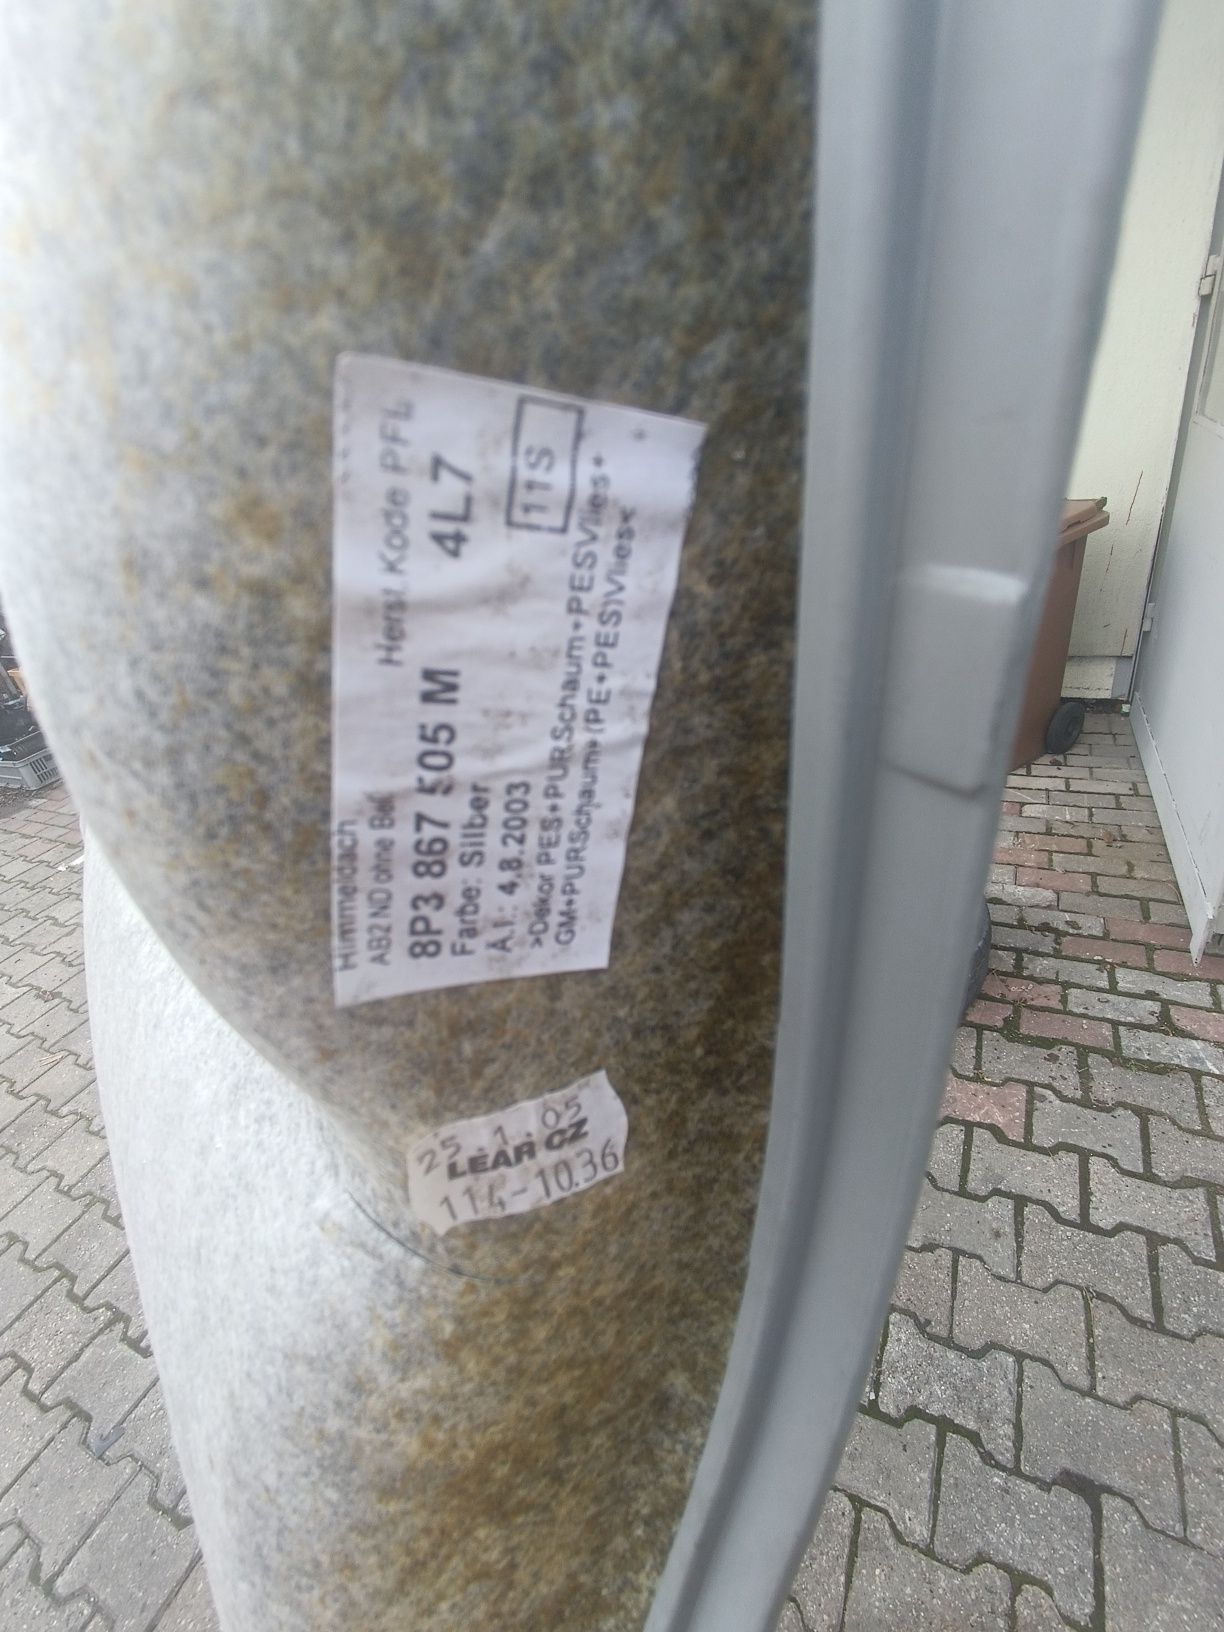 Himmeldach
AB2 ND ohne Bel
Herst. Kode PFL
8P3 867 505 M
4L7
Farbe: Silber
Ä.I.: 4.8.2003
11S
>Dekor PES+PURSchaum+PESVlies+
GM+PURSchaum+(PE+PES)Vlies<
25 1 05
LEAR CZ
114-10.36